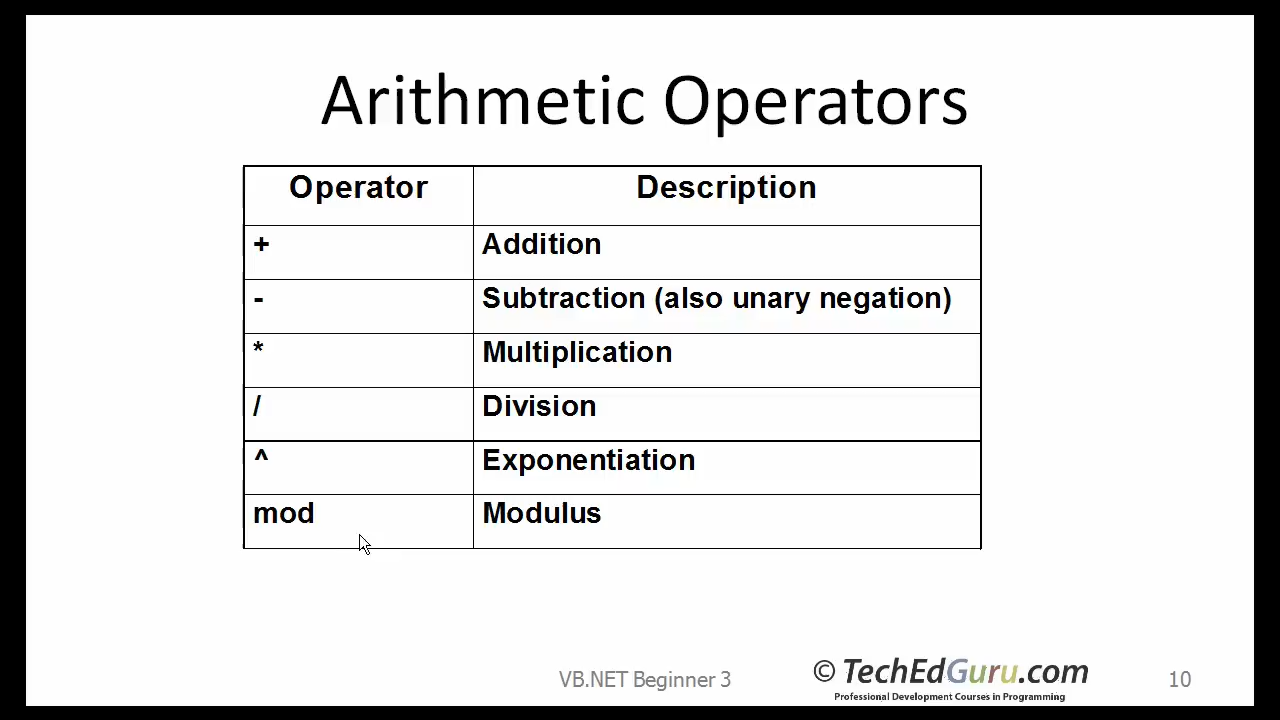 Arithmetic Operators
Operator Description
+ Addition
- Subtraction (also unary negation)
* Multiplication
/ Division
^ Exponentiation
mod Modulus
VB.NET Beginner 3 © TechEdGuru.com 10
Professional Development Courses in Programming